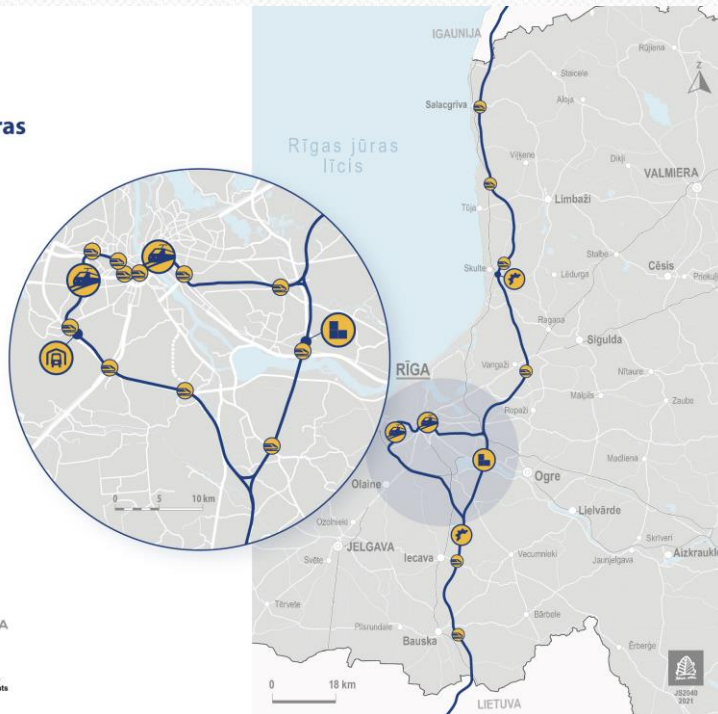 ras
IGAUNIJA
Rūjiena
Staicele
Z
Salacgrīva
Aloja
Rīgas jūras
līcis
Viļķene
Dikļi
VALMIERA
Tūja
Limbaži
Stalbe
Cēsis
Skulte
Lēdurga
Priekuļi
Ragana
Sigulda
RĪGA
Vangaži
Nītaure
Mālpils
Zaube
Ropaži
Madliena
Ogre
Olaine
0 5 10 km
Lielvārde
Ozolnieki
Skrīveri
JELGAVA
Aizkraukle
Svēte
Iecava
Vecumnieki
Jaunjelgava
Tērvete
Bārbele
Pilsrundāle
Bauska
Ērberģe
A
ats
0 18 km
LIETUVA
JS2040
2021